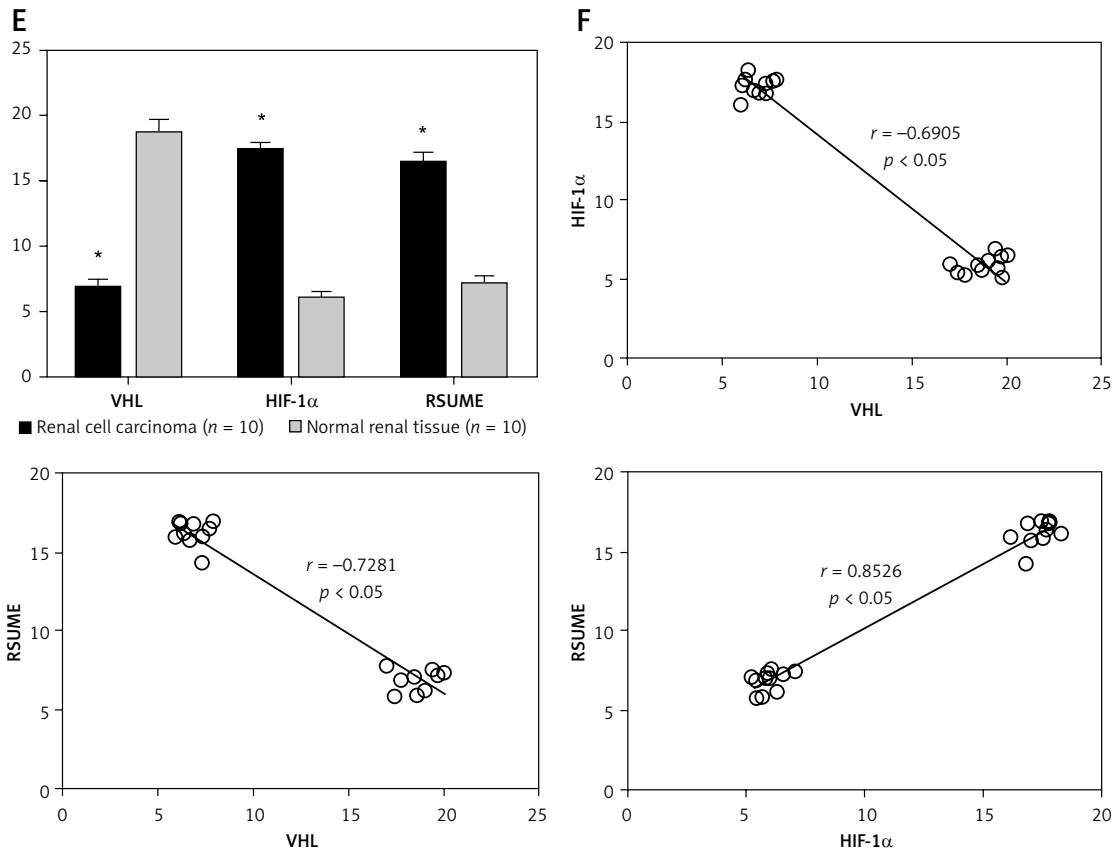 E
25
20
15
10
5
0
*
*
*
VHL
HIF-1α
RSUME
Renal cell carcinoma (n = 10)
Normal renal tissue (n = 10)
F
20
15
10
5
0
HIF-1α
r = –0.6905
p < 0.05
0
5
10
15
20
25
VHL
20
15
10
5
0
RSUME
r = –0.7281
p < 0.05
0
5
10
15
20
25
VHL
20
15
10
5
0
RSUME
r = 0.8526
p < 0.05
0
5
10
15
20
HIF-1α